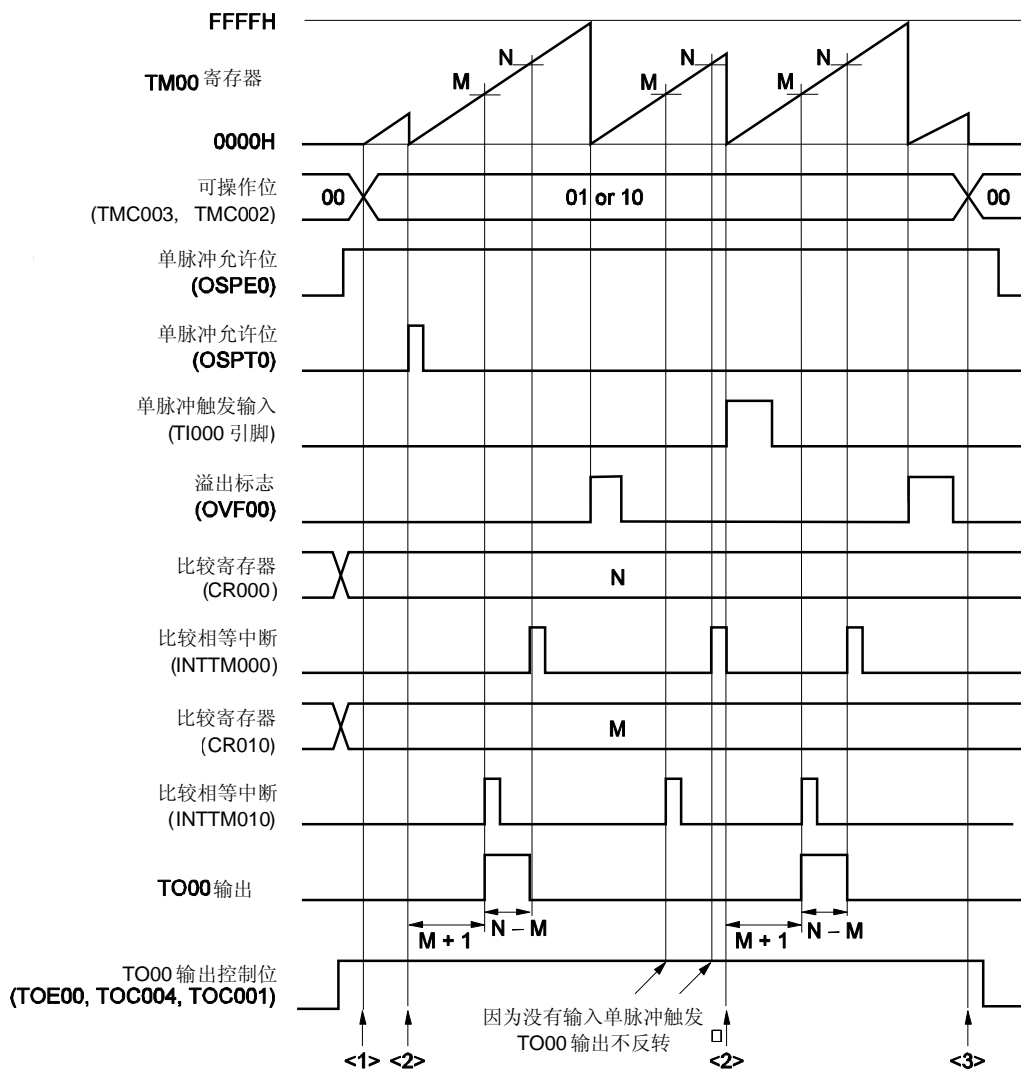 FFFFH
TM00 寄存器
N
M
N
M
N
M
0000H
可操作位
(TMC003, TMC002)
00
01 or 10
00
单脉冲允许位
(OSPE0)
单脉冲允许位
(OSPT0)
单脉冲触发输入
(TI000 引脚)
溢出标志
(OVF00)
比较寄存器
(CR000)
N
比较相等中断
(INTTM000)
比较寄存器
(CR010)
M
比较相等中断
(INTTM010)
TO00 输出
M + 1
N − M
M + 1
N − M
TO00 输出控制位
(TOE00, TOC004, TOC001)
因为没有输入单脉冲触发
TO00 输出不反转
<1>
<2>
<2>
<3>